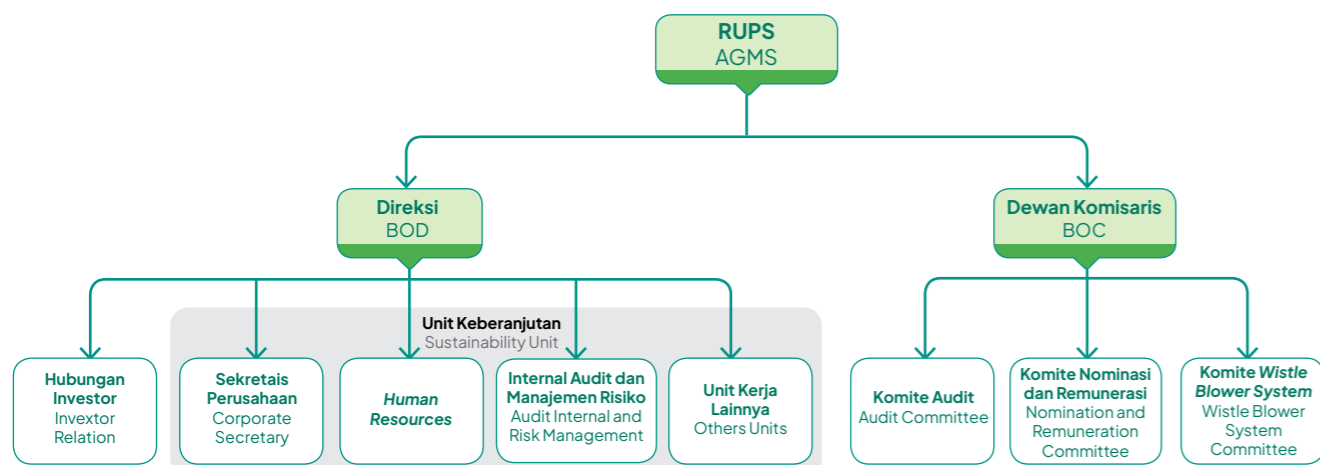 RUPS
AGMS
Direksi
BOD
Dewan Komisaris
BOC
Unit Keberanjutan
Sustainability Unit
Hubungan
Investor
Invextor
Relation
Sekretais
Perusahaan
Corporate
Secretary
Human
Resources
Internal Audit dan
Manajemen Risiko
Audit Internal and
Risk Management
Unit Kerja
Lainnya
Others Units
Komite Audit
Audit Committee
Komite Nominasi
dan Remunerasi
Nomination and
Remuneration
Committee
Komite Wistle
Blower System
Wistle Blower
System
Committee